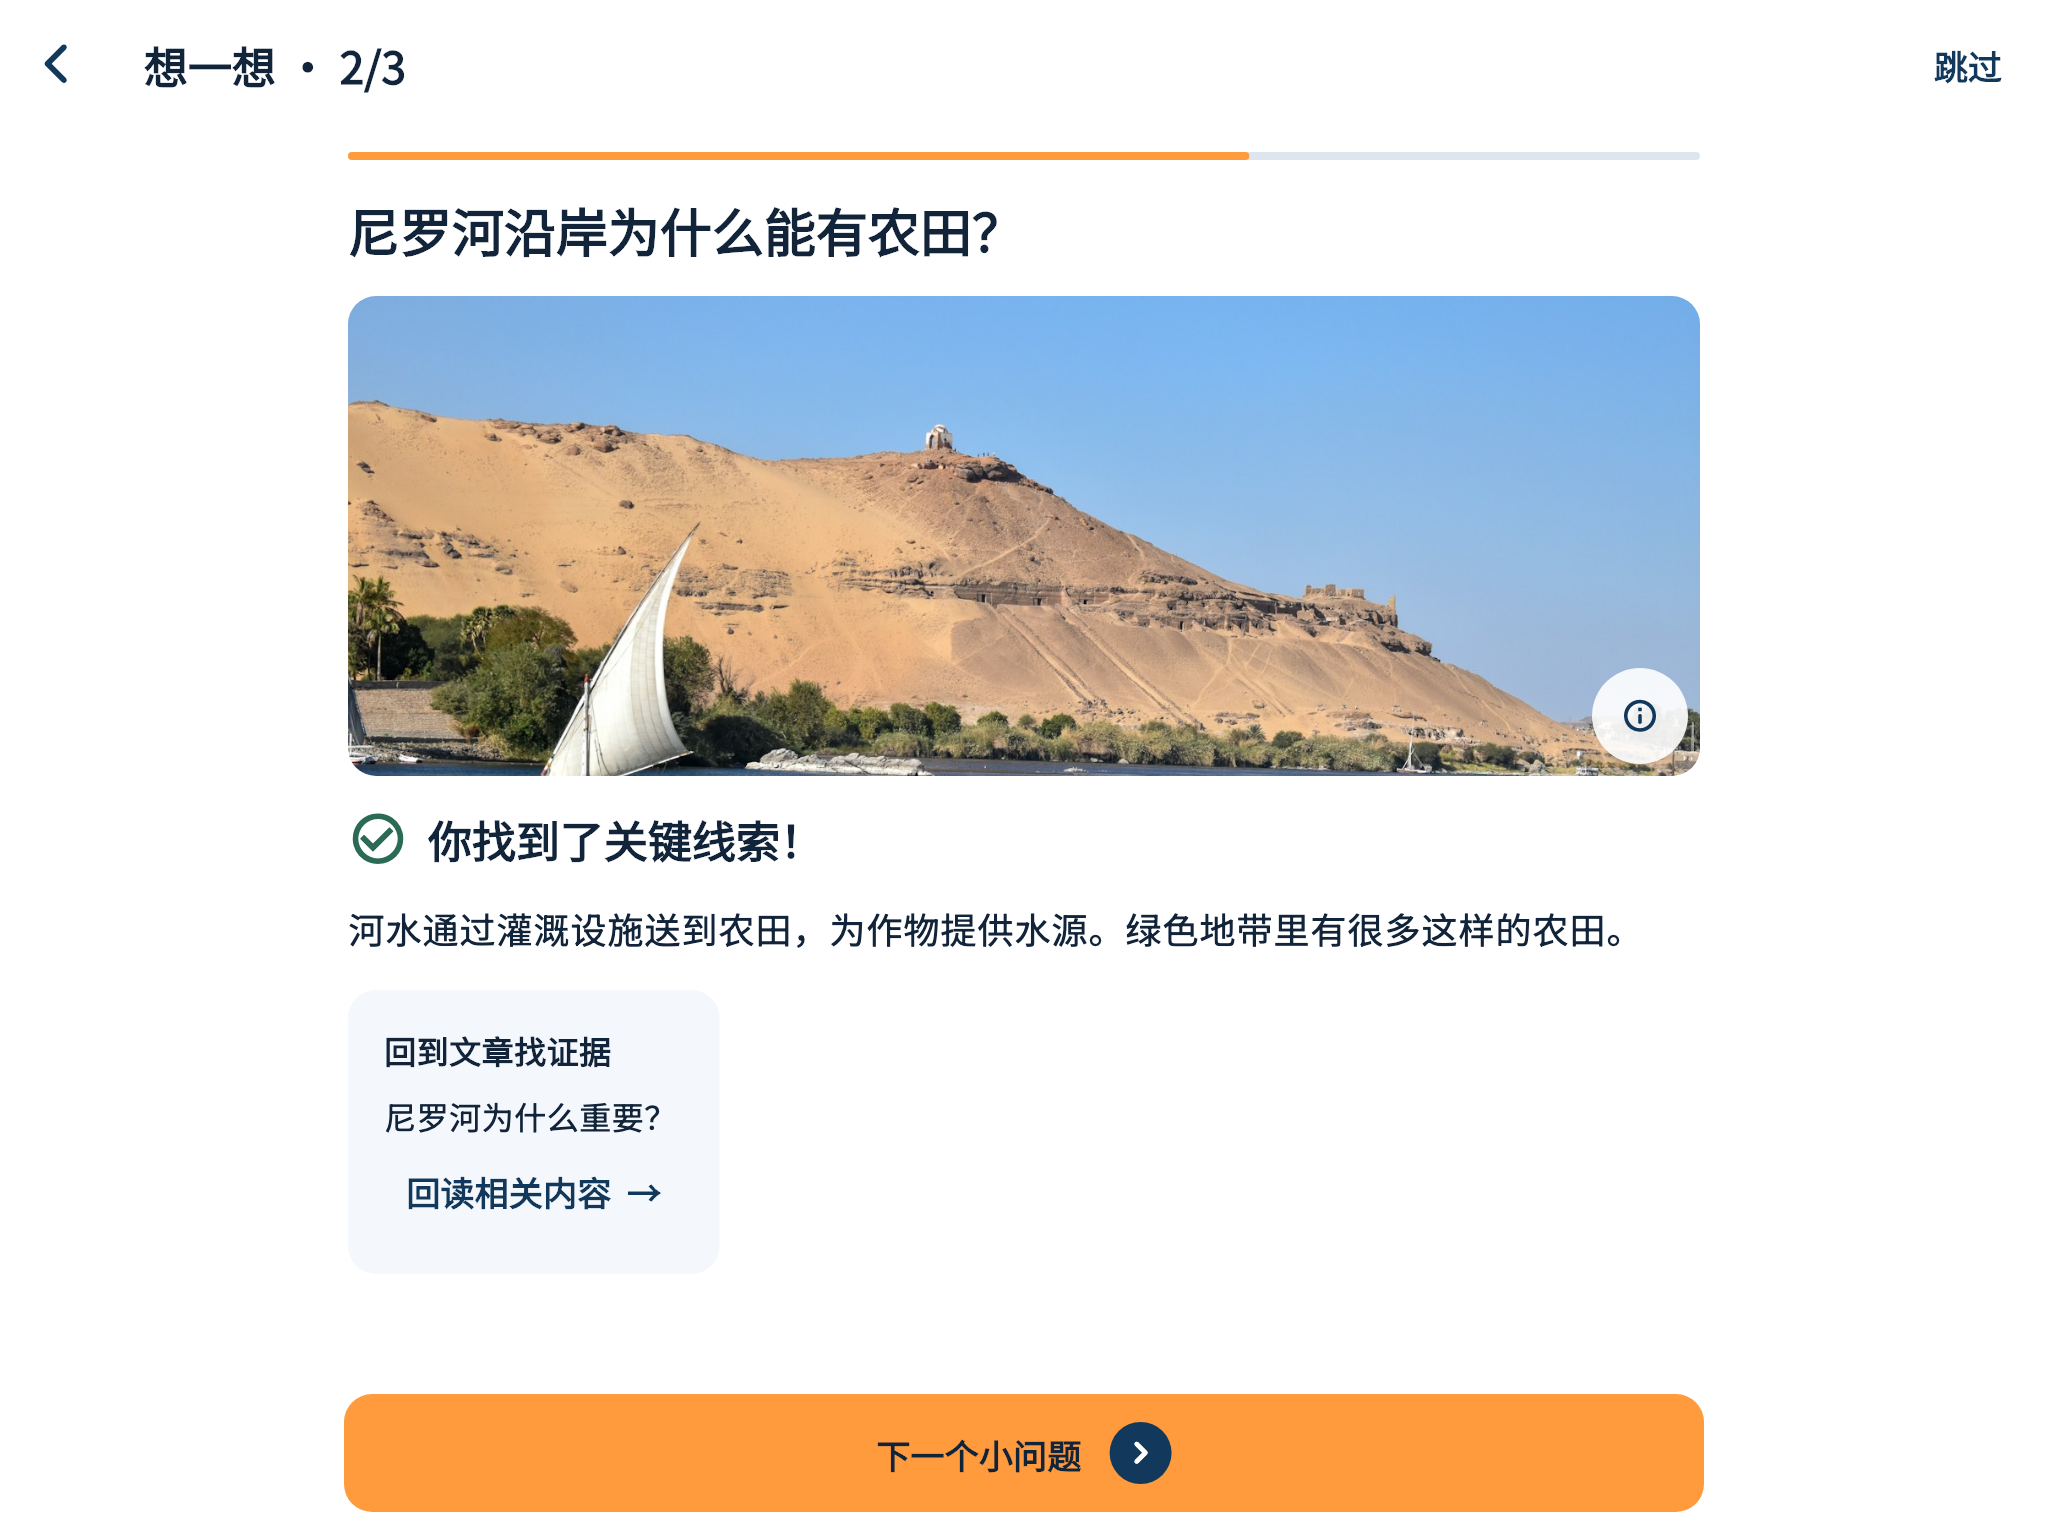 想一想 · 2/3
跳过
尼罗河沿岸为什么能有农田？
你找到了关键线索！
河水通过灌溉设施送到农田，为作物提供水源。绿色地带里有很多这样的农田。
回到文章找证据
尼罗河为什么重要？
回读相关内容 →
下一个小问题